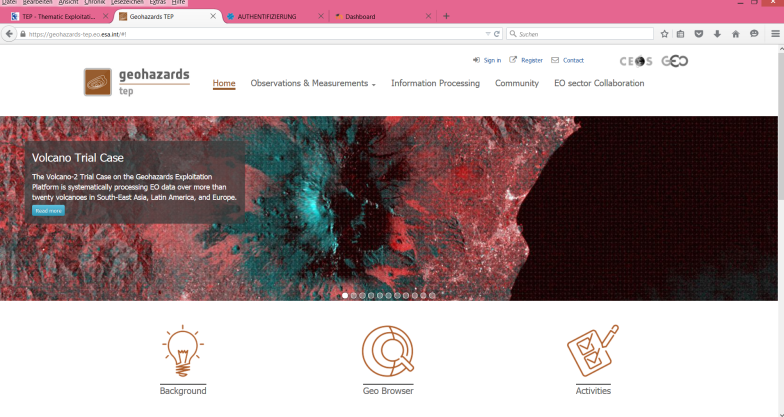 Datei Bearbeiten Ansicht Chronik Lesezeichen Extras Hilfe
TEP - Thematic Exploitati...
Geohazards TEP
AUTHENTIFIZIERUNG
Dashboard
https://geohazards-tep.eo.esa.int/#!
Suchen
Sign in Register Contact
CEOS GEO
geohazards
tep
Home Observations & Measurements Information Processing Community EO sector Collaboration
Volcano Trial Case
The Volcano-2 Trial Case on the Geohazards Exploitation
Platform is systematically processing EO data over more than
twenty volcanoes in South-East Asia, Latin America, and Europe.
Read more
Background Geo Browser Activities